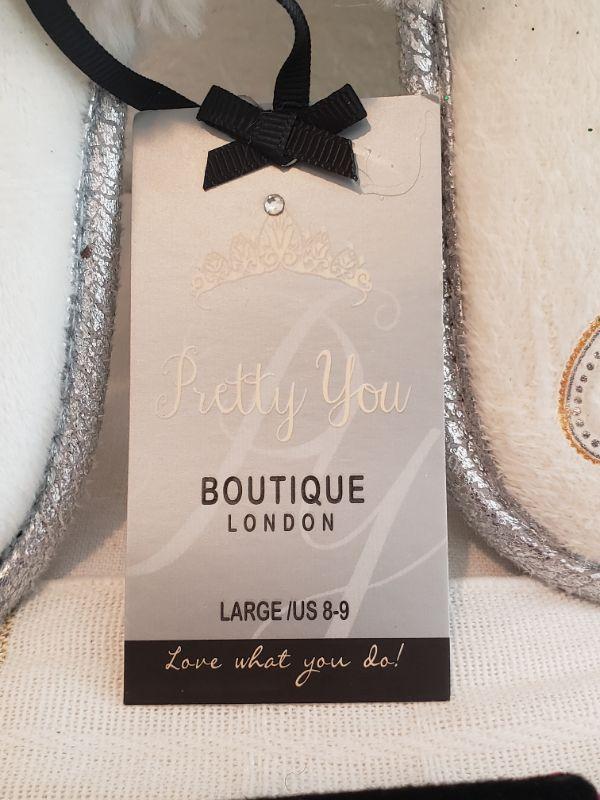 Pretty You
BOUTIQUE
LONDON
LARGE/US 8-9
Love what you do!